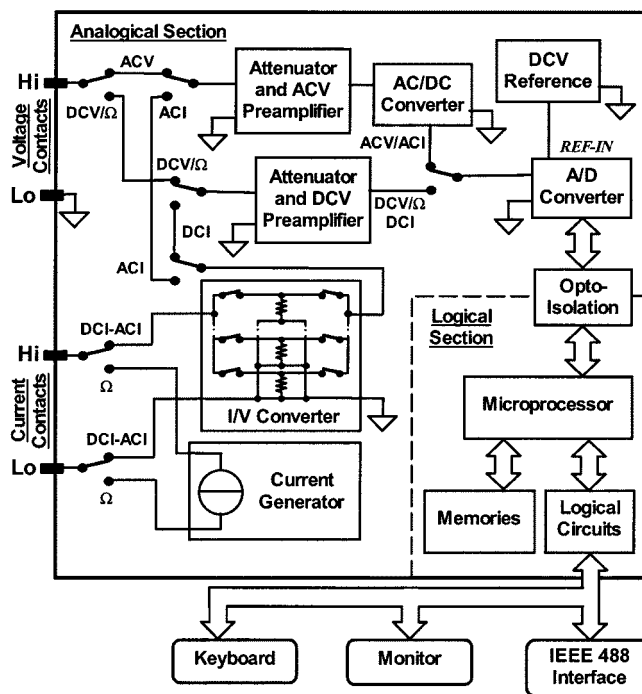 Analogical Section
Hi
ACV
DCV/Ω
ACI
Voltage
Contacts
Lo
Attenuator
and ACV
Preamplifier
AC/DC
Converter
DCV
Reference
ACV/ACI
REF-IN
DCV/Ω
Attenuator
and DCV
Preamplifier
DCV/Ω
DCI
A/D
Converter
DCI
ACI
Opto-
Isolation
Logical
Section
Hi
DCI-ACI
Ω
Current
Contacts
I/V Converter
Microprocessor
Lo
DCI-ACI
Ω
Current
Generator
Memories
Logical
Circuits
Keyboard
Monitor
IEEE 488
Interface